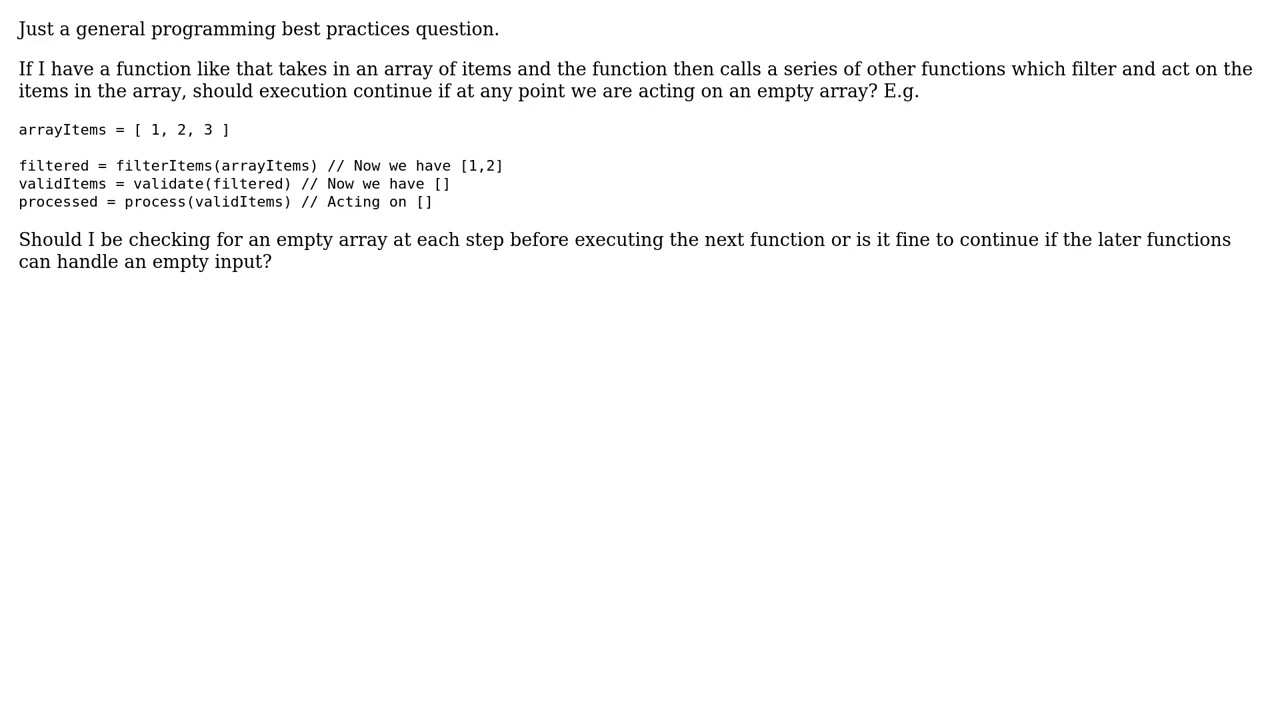 Just a general programming best practices question.
If I have a function like that takes in an array of items and the function then calls a series of other functions which filter and act on the
items in the array, should execution continue if at any point we are acting on an empty array? E.g.
arrayItems = [ 1, 2, 3 ]
filtered = filterItems(arrayItems) // Now we have [1,2]
validItems = validate(filtered) // Now we have []
processed = process(validItems) // Acting on []
Should I be checking for an empty array at each step before executing the next function or is it fine to continue if the later functions
can handle an empty input?